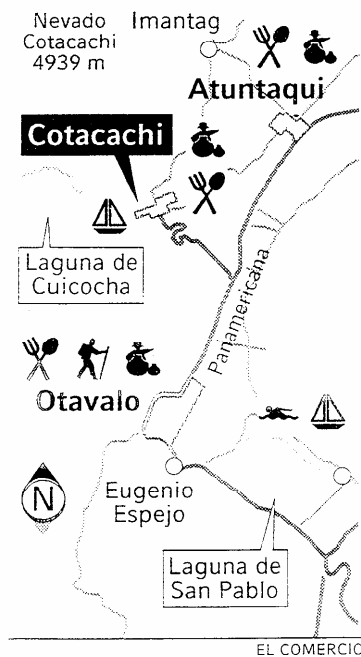 Nevado
Cotacachi
4939 m
Imantag
Atuntaqui
Cotacachi
Laguna de
Cuicocha
Panamericana
Otavalo
N
Eugenio
Espejo
Laguna de
San Pablo
EL COMERCIO